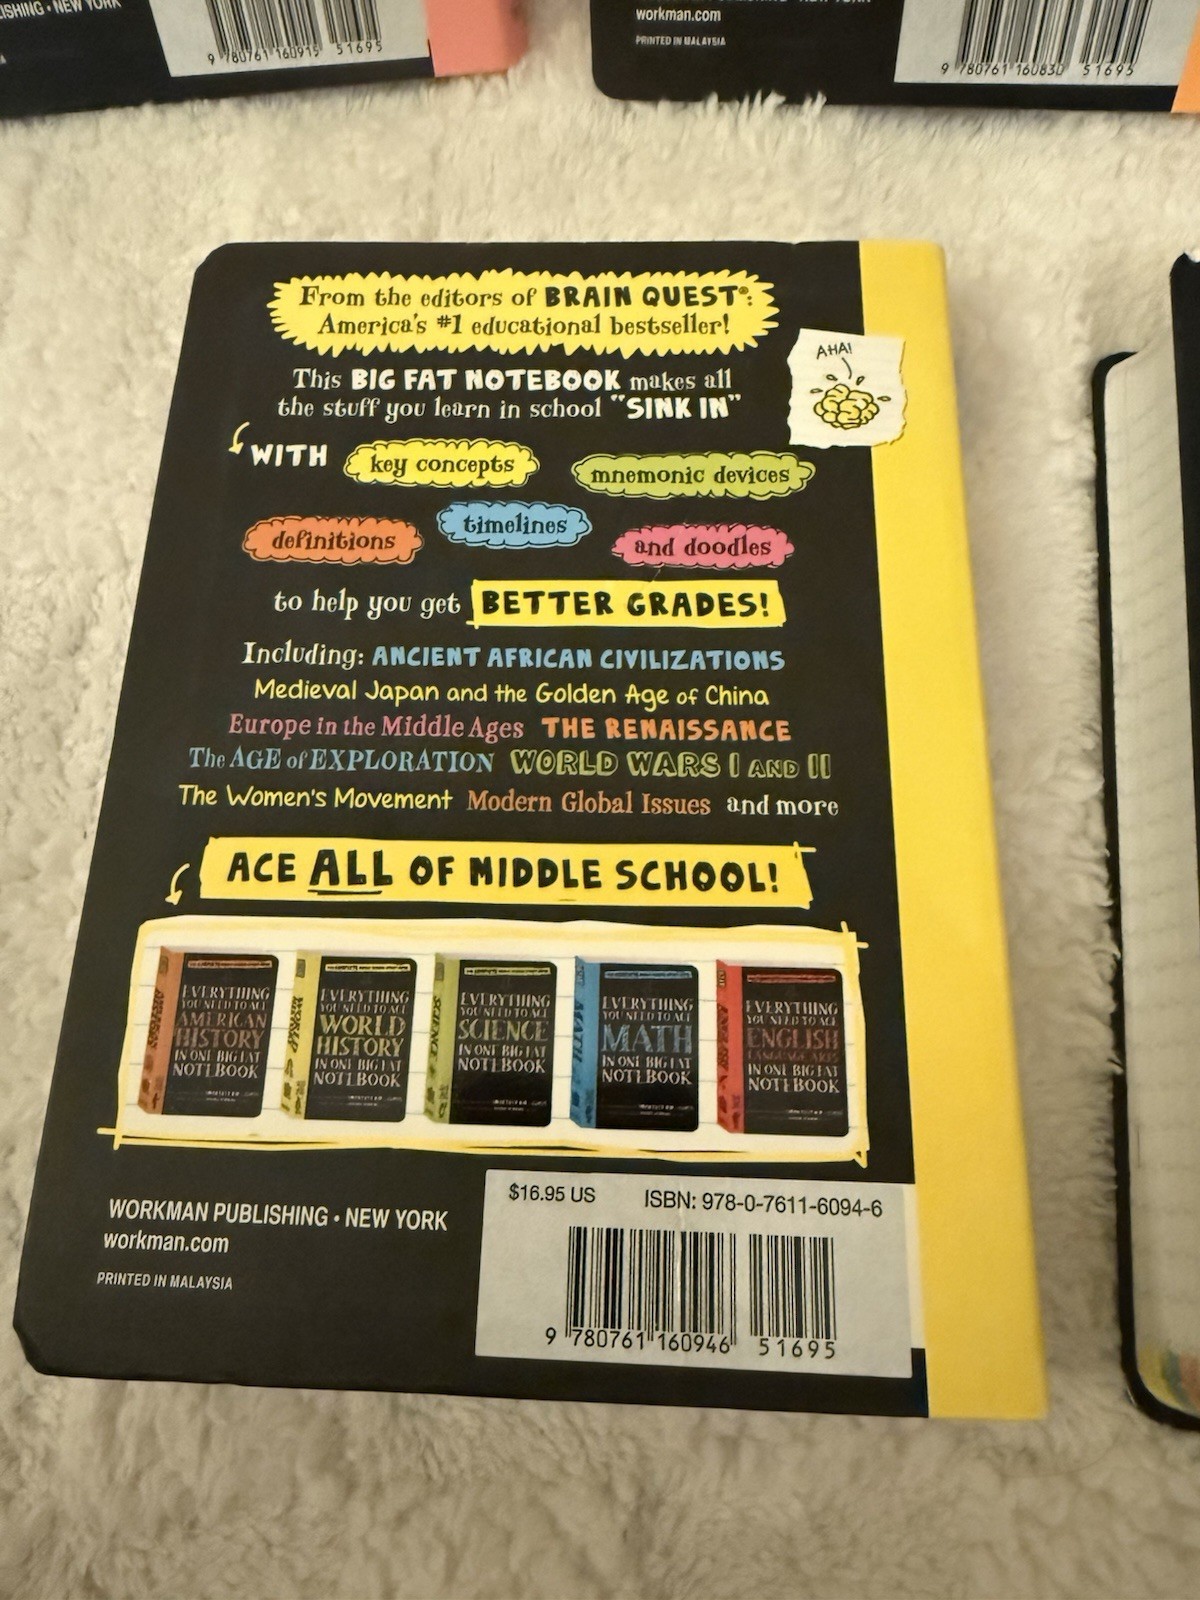 LISHING • NEW YORK
9 780761 160915 51695
workman.com
PRINTED IN MALAYSIA
9 780761 160830 51695
From the editors of BRAIN QUEST®:
America's #1 educational bestseller!
This BIG FAT NOTEBOOK makes all
the stuff you learn in school "SINK IN"
AHA!
WITH key concepts mnemonic devices
definitions timelines and doodles
to help you get BETTER GRADES!
Including: ANCIENT AFRICAN CIVILIZATIONS
Medieval Japan and the Golden Age of China
Europe in the Middle Ages THE RENAISSANCE
The AGE of EXPLORATION WORLD WARS I AND II
The Women's Movement Modern Global Issues and more
ACE ALL OF MIDDLE SCHOOL!
EVERYTHING
YOU NEED TO ACE
AMERICAN
HISTORY
IN ONE BIG FAT
NOTEBOOK
WORLD HISTORY
EVERYTHING
YOU NEED TO ACE
WORLD
HISTORY
IN ONE BIG FAT
NOTEBOOK
SCIENCE
EVERYTHING
YOU NEED TO ACE
SCIENCE
IN ONE BIG FAT
NOTEBOOK
MATH
EVERYTHING
YOU NEED TO ACE
MATH
IN ONE BIG FAT
NOTEBOOK
EVERYTHING
YOU NEED TO ACE
ENGLISH
LANGUAGE ARTS
IN ONE BIG FAT
NOTEBOOK
WORKMAN PUBLISHING • NEW YORK
workman.com
PRINTED IN MALAYSIA
$16.95 US ISBN: 978-0-7611-6094-6
9 780761 160946 51695